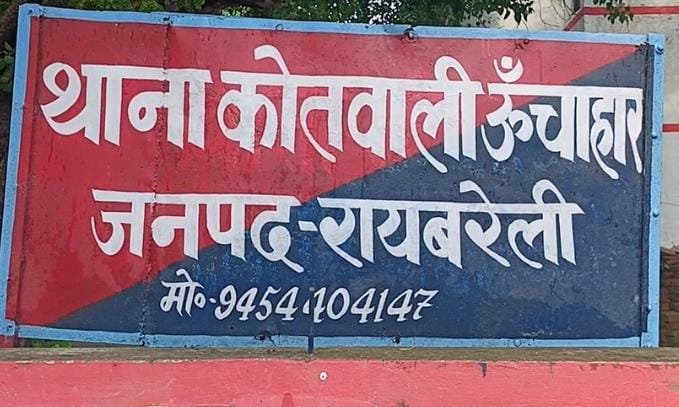 थाना कोतवाली ऊँचाहार
जनपद-रायबरेली
मो०-9454404147